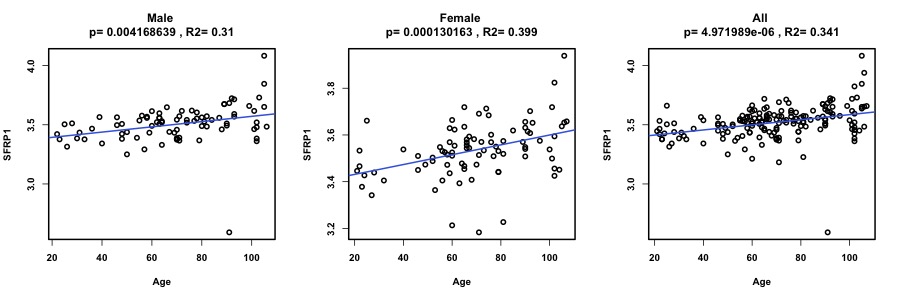 Male
p= 0.004168639 , R2= 0.31
SFRP1
4.0
3.5
3.0
20 40 60 80 100
Age
Female
p= 0.000130163 , R2= 0.399
SFRP1
3.8
3.6
3.4
3.2
20 40 60 80 100
Age
All
p= 4.971989e-06 , R2= 0.341
SFRP1
4.0
3.5
3.0
20 40 60 80 100
Age